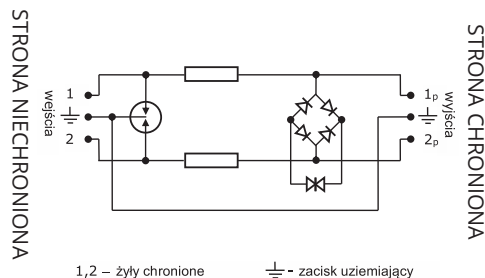 STRONA NIECHRONIONA
wejścia
1
2
1p
2p
wyjścia
STRONA CHRONIONA
1,2 – żyły chronione
- zacisk uziemiający